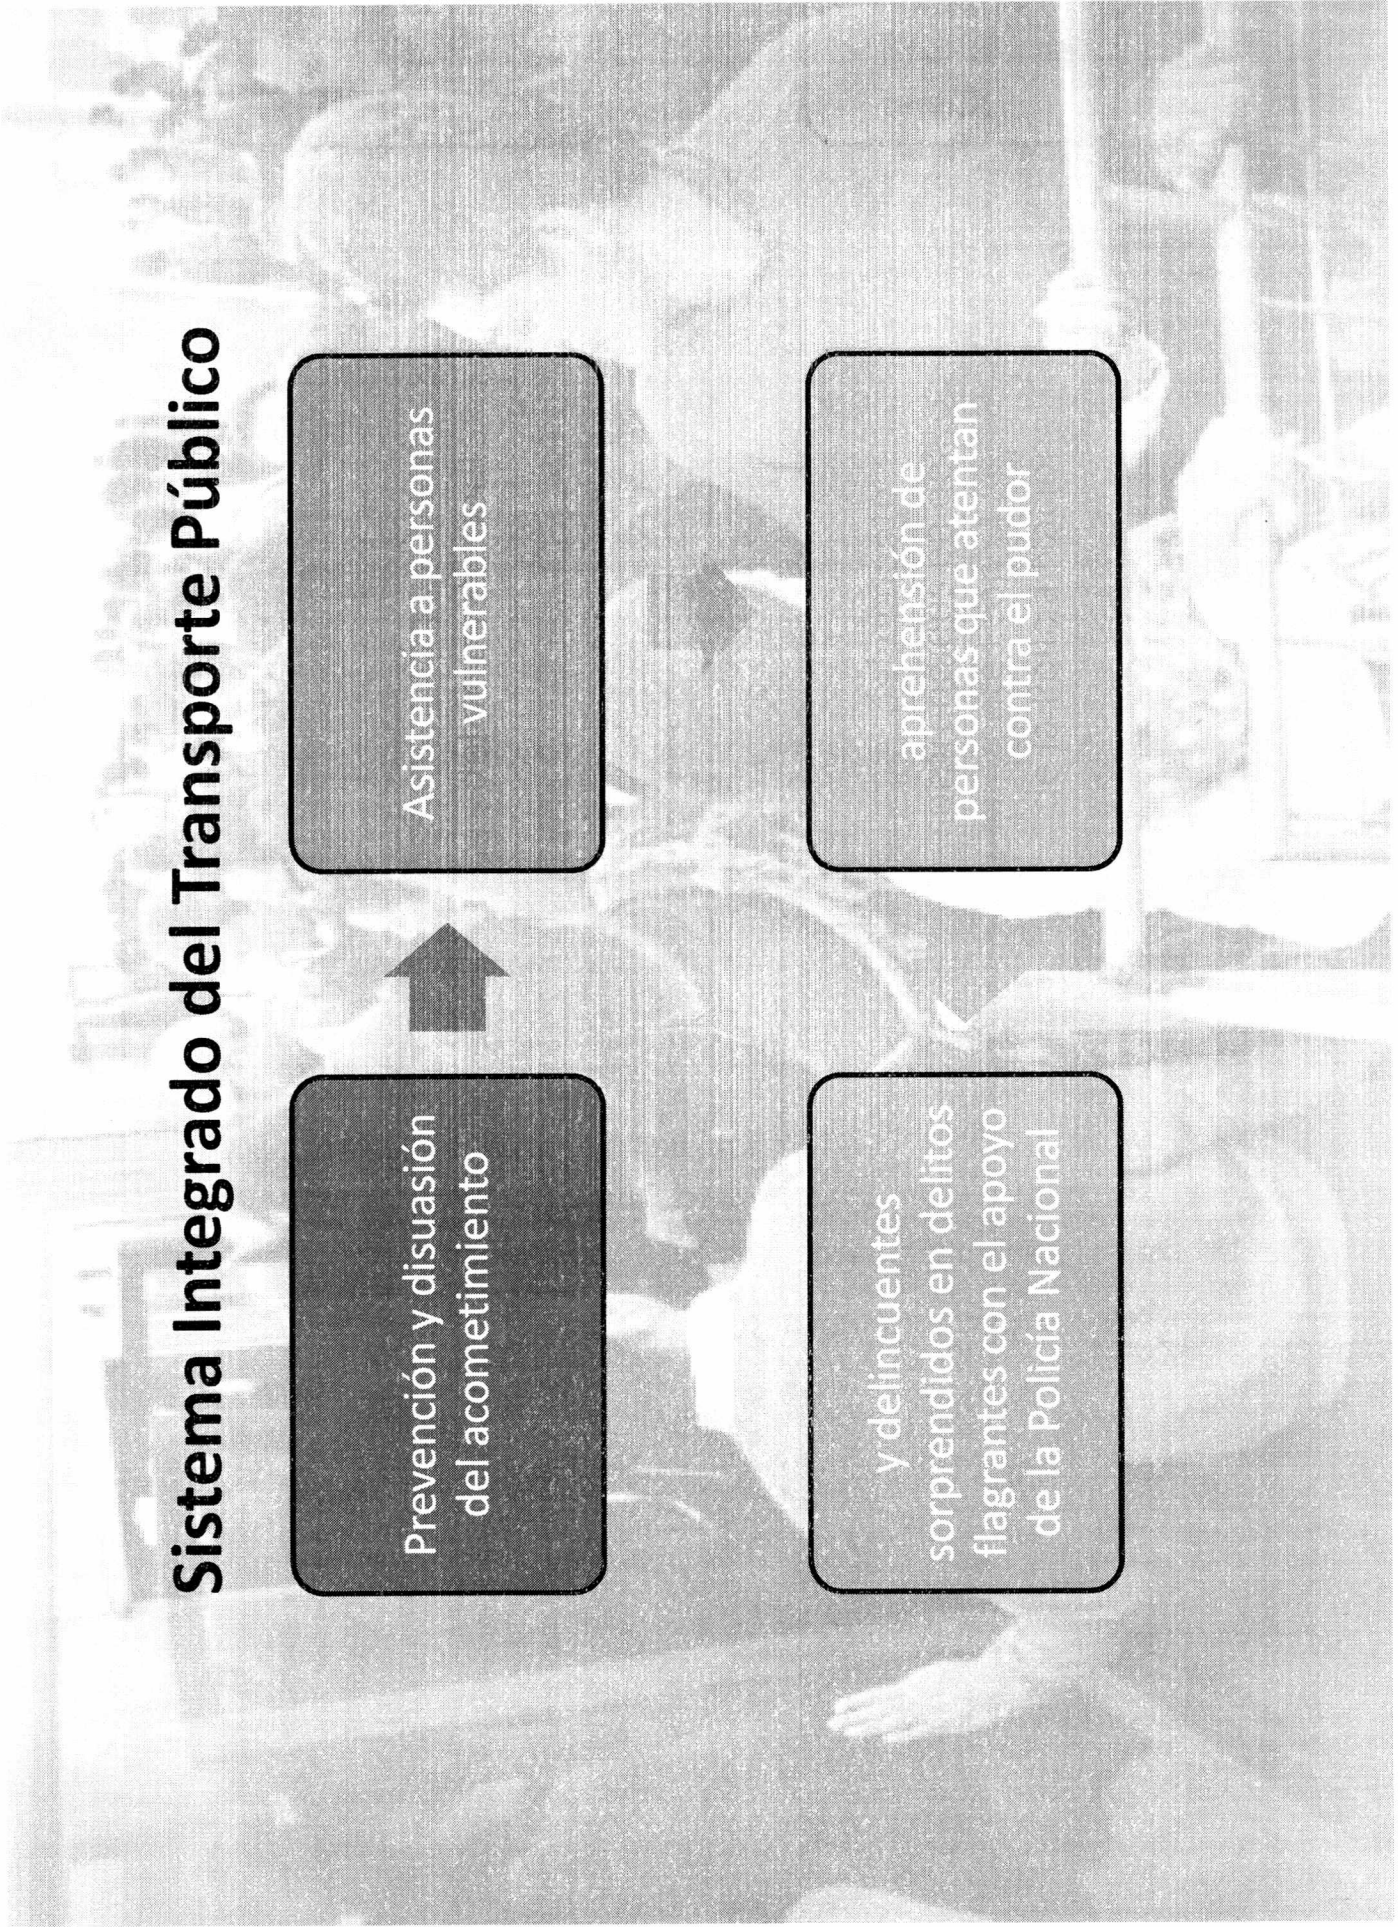 Sistema Integrado del Transporte Público
Prevención y disuasión
del acometimiento
Asistencia a personas
vulnerables
aprehensión de
personas que atentan
contra el pudor
y delincuentes
sorprendidos en delitos
flagrantes con el apoyo
de la Policía Nacional